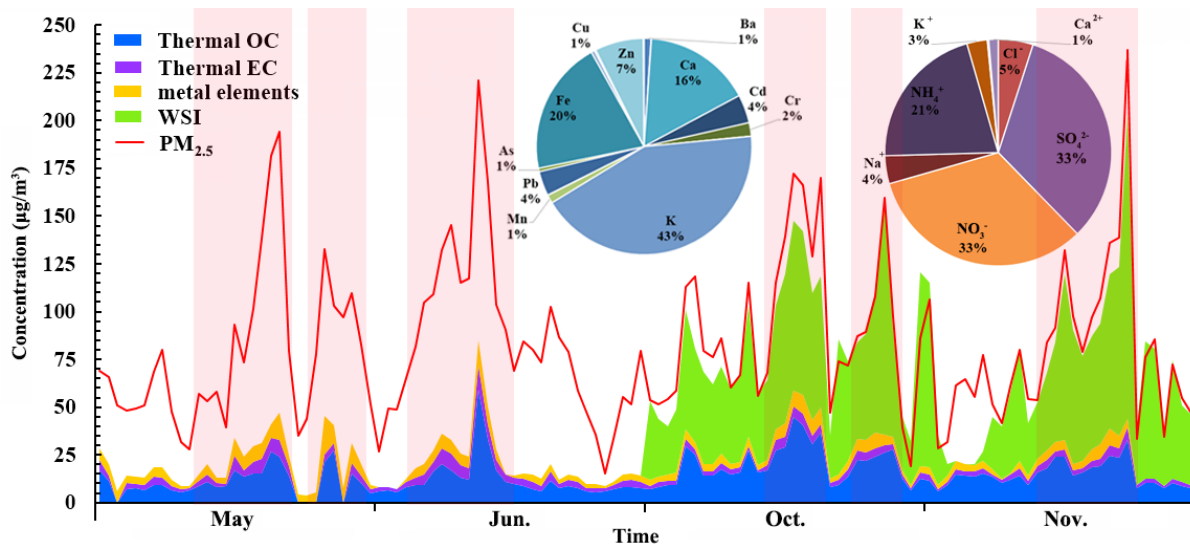 Concentration (µg/m³)
250
225
200
175
150
125
100
75
50
25
0
Thermal OC
Thermal EC
metal elements
WSI
PM₂.₅
Cu
1%
Zn
7%
Ba
1%
Ca
16%
Cd
4%
Cr
2%
Fe
20%
As
1%
Pb
4%
Mn
1%
K
43%
K⁺
3%
Ca²⁺
1%
Cl⁻
5%
NH₄⁺
21%
SO₄²⁻
33%
Na⁺
4%
NO₃⁻
33%
May
Jun.
Oct.
Nov.
Time